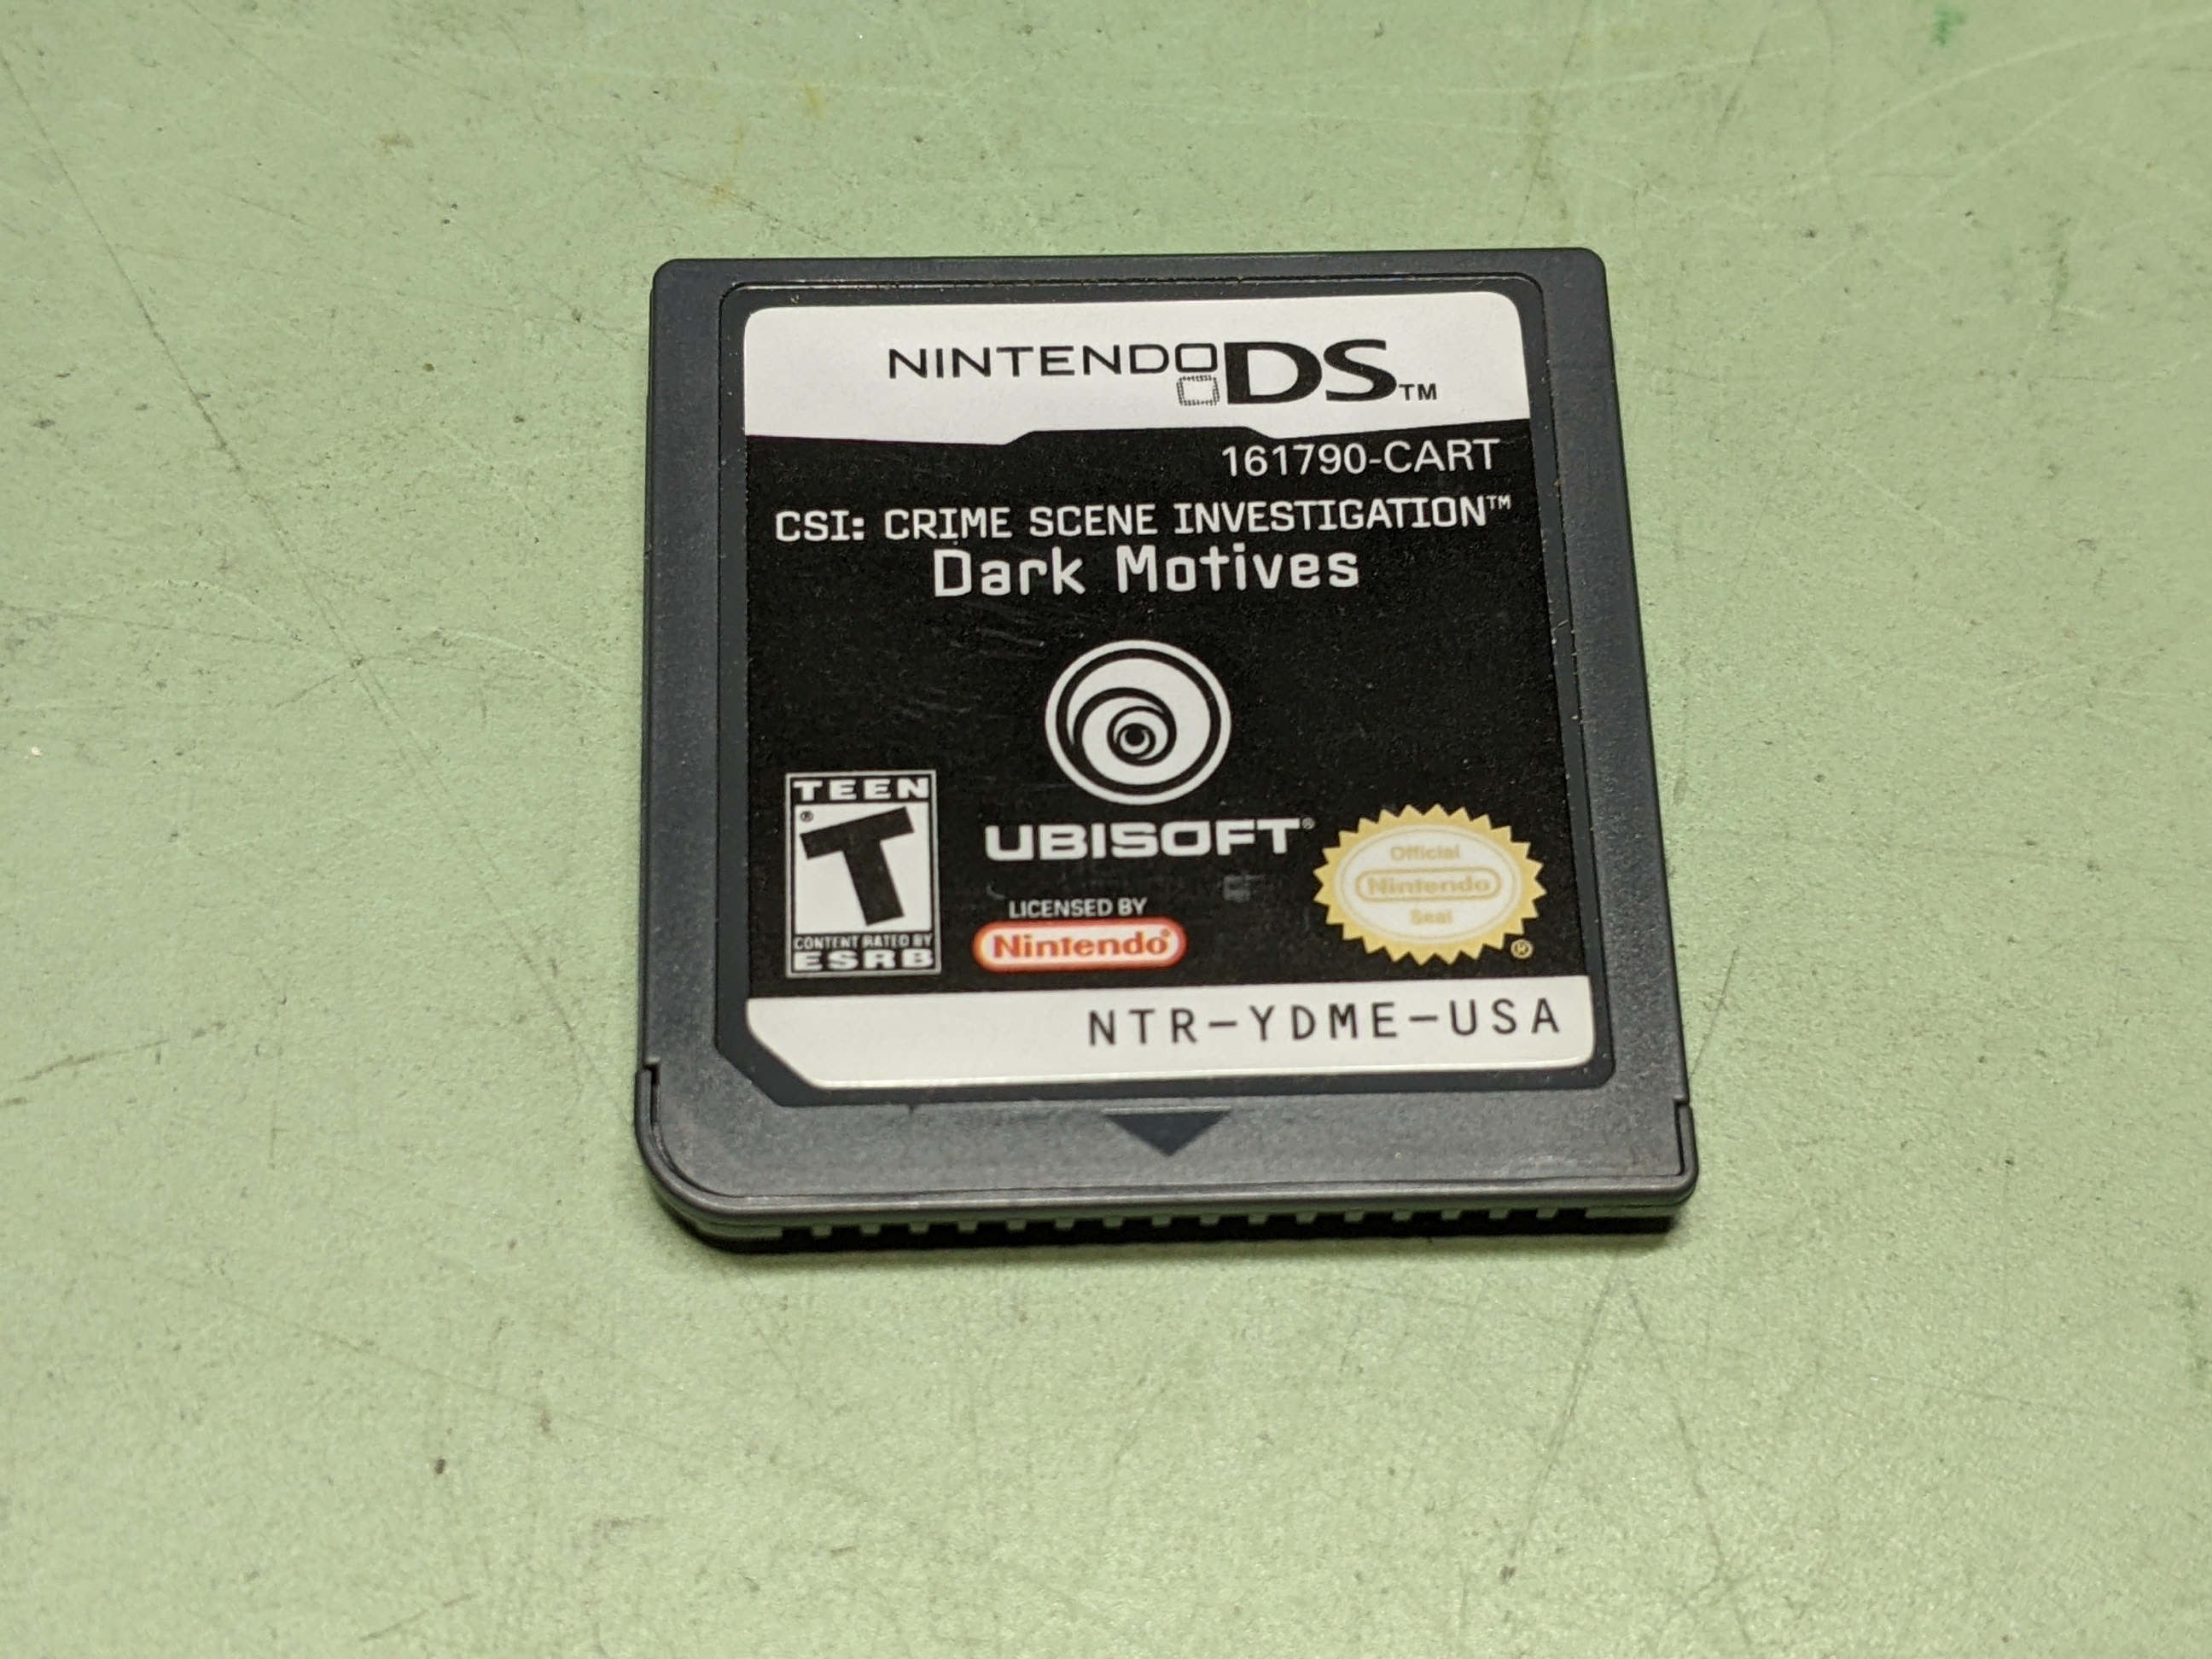 NINTENDO DS™
161790-CART
CSI: CRIME SCENE INVESTIGATION™
Dark Motives
TEEN
®
T
CONTENT RATED BY
ESRB
UBISOFT®
LICENSED BY
Nintendo®
Official
Nintendo
Seal
®
NTR-YDME-USA